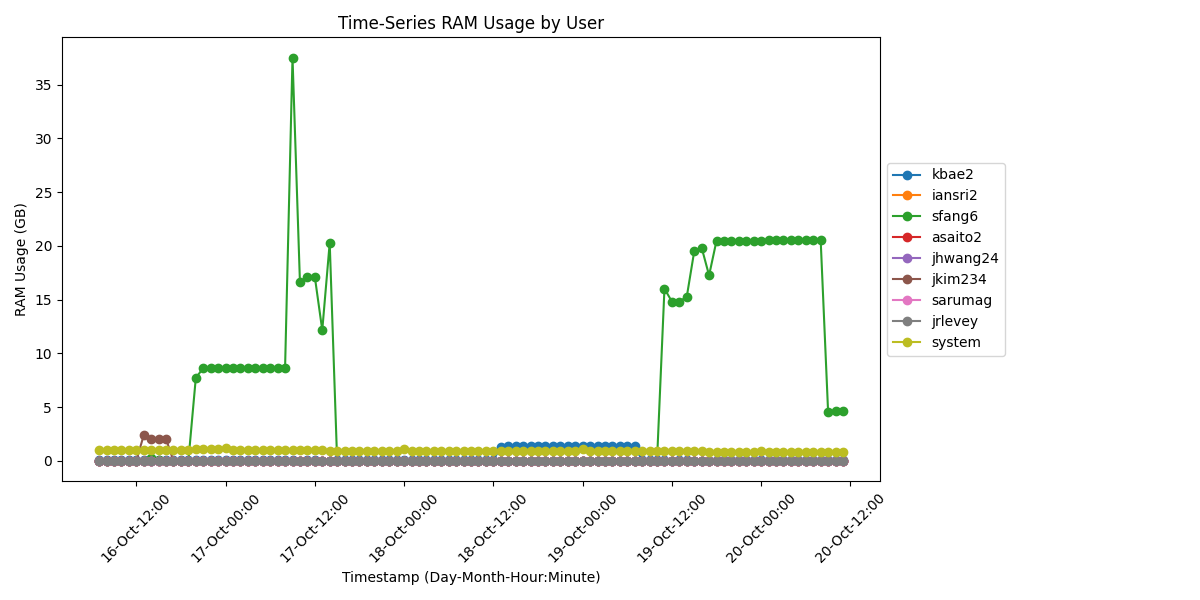 Time-Series RAM Usage by User
RAM Usage (GB)
35
30
25
20
15
10
5
0
16-Oct-12:00
17-Oct-00:00
17-Oct-12:00
18-Oct-00:00
18-Oct-12:00
19-Oct-00:00
19-Oct-12:00
20-Oct-00:00
20-Oct-12:00
Timestamp (Day-Month-Hour:Minute)
kbae2
iansri2
sfang6
asaito2
jhwang24
jkim234
sarumag
jrlevey
system